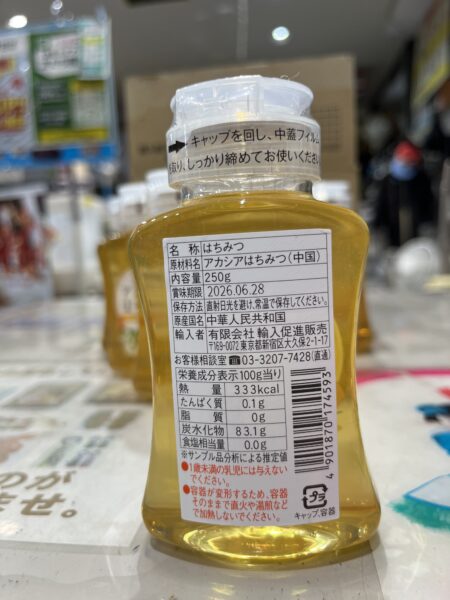 キャップを回し、中蓋フィルム
取り、しっかり締めてお使いください
名 称 はちみつ
原材料名 アカシアはちみつ(中国)
内容量 250g
賞味期限 2026.06.28
保存方法 直射日光を避け、常温で保存してください。
原産国名 中華人民共和国
輸入者 有限会社 輸入促進販売
〒169-0072 東京都新宿区大久保2-1-17
お客様相談室☎03-3207-7428(直通)
栄養成分表示100g当り
熱 量 333kcal
たんぱく質 0.1g
脂 質 0g
炭水化物 83.1g
食塩相当量 0.0g
※サンプル品分析による推定値
●1歳未満の乳児には与えない
でください。
●容器が変形するため、容器
そのままで直火や湯煎など
で加熱しないでください。
4901870174593
プラ
キャップ、容器
のが
ませ。